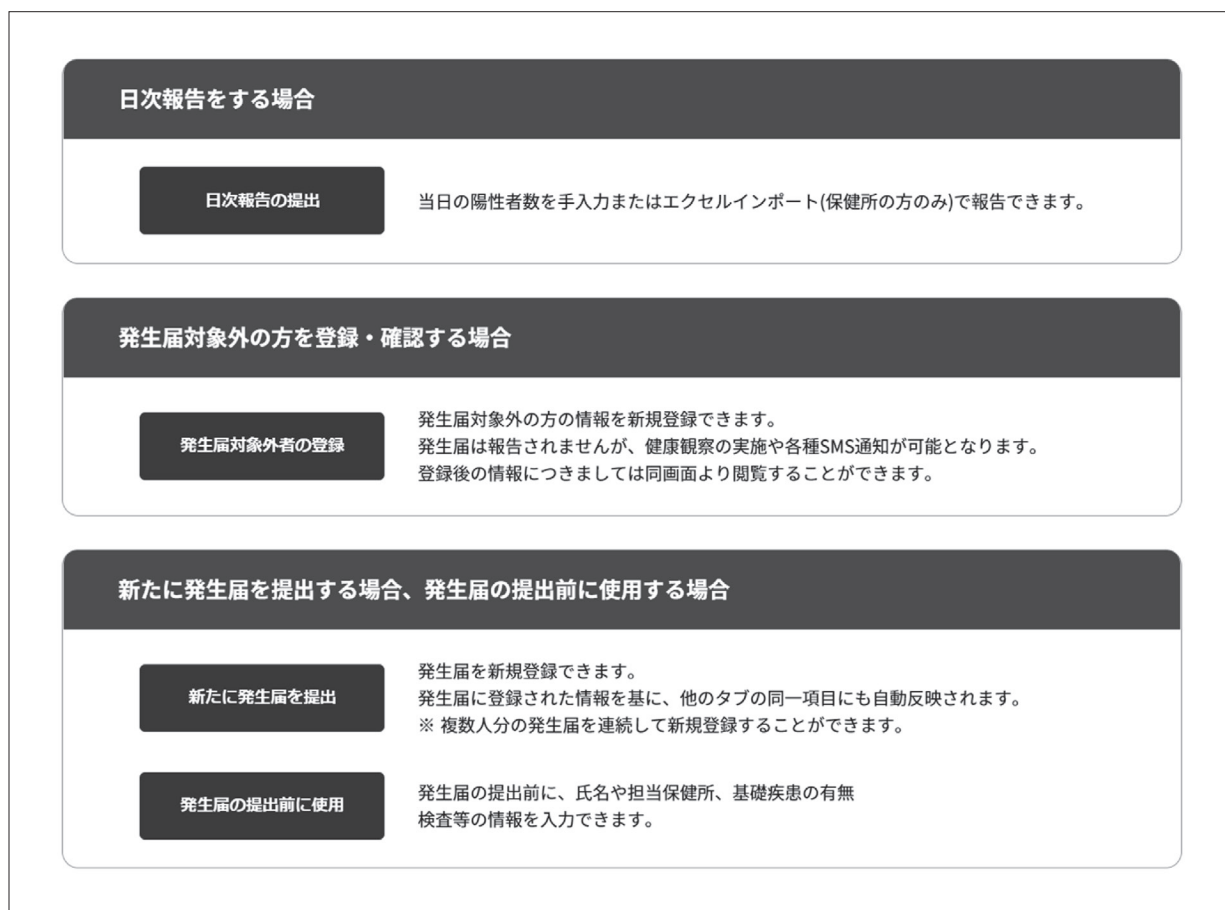 日次報告をする場合
日次報告の提出
当日の陽性者数を手入力またはエクセルインポート(保健所の方のみ)で報告できます。
発生届対象外の方を登録・確認する場合
発生届対象外者の登録
発生届対象外の方の情報を新規登録できます。
発生届は報告されませんが、健康観察の実施や各種SMS通知が可能となります。
登録後の情報につきましては同画面より閲覧することができます。
新たに発生届を提出する場合、発生届の提出前に使用する場合
新たに発生届を提出
発生届を新規登録できます。
発生届に登録された情報を基に、他のタブの同一項目にも自動反映されます。
※ 複数人分の発生届を連続して新規登録することができます。
発生届の提出前に使用
発生届の提出前に、氏名や担当保健所、基礎疾患の有無
検査等の情報を入力できます。